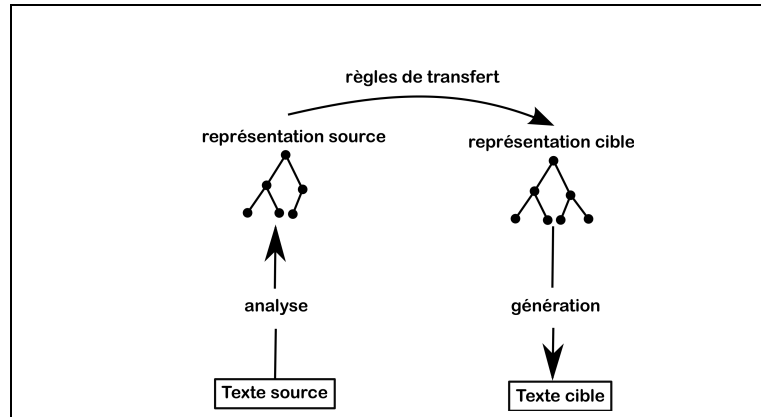 règles de transfert
représentation source
représentation cible
analyse
génération
Texte source
Texte cible